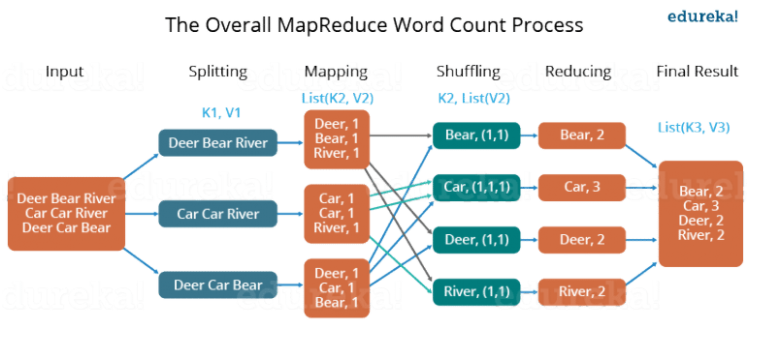 The Overall MapReduce Word Count Process
edureka!
Input
Splitting
Mapping
Shuffling
Reducing
Final Result
K1, V1
List(K2, V2)
K2, List(V2)
List(K3, V3)
Deer Bear River
Car Car River
Deer Car Bear
Deer Bear River
Car Car River
Deer Car Bear
Deer, 1
Bear, 1
River, 1
Car, 1
Car, 1
River, 1
Deer, 1
Car, 1
Bear, 1
Bear, (1,1)
Car, (1,1,1)
Deer, (1,1)
River, (1,1)
Bear, 2
Car, 3
Deer, 2
River, 2
Bear, 2
Car, 3
Deer, 2
River, 2